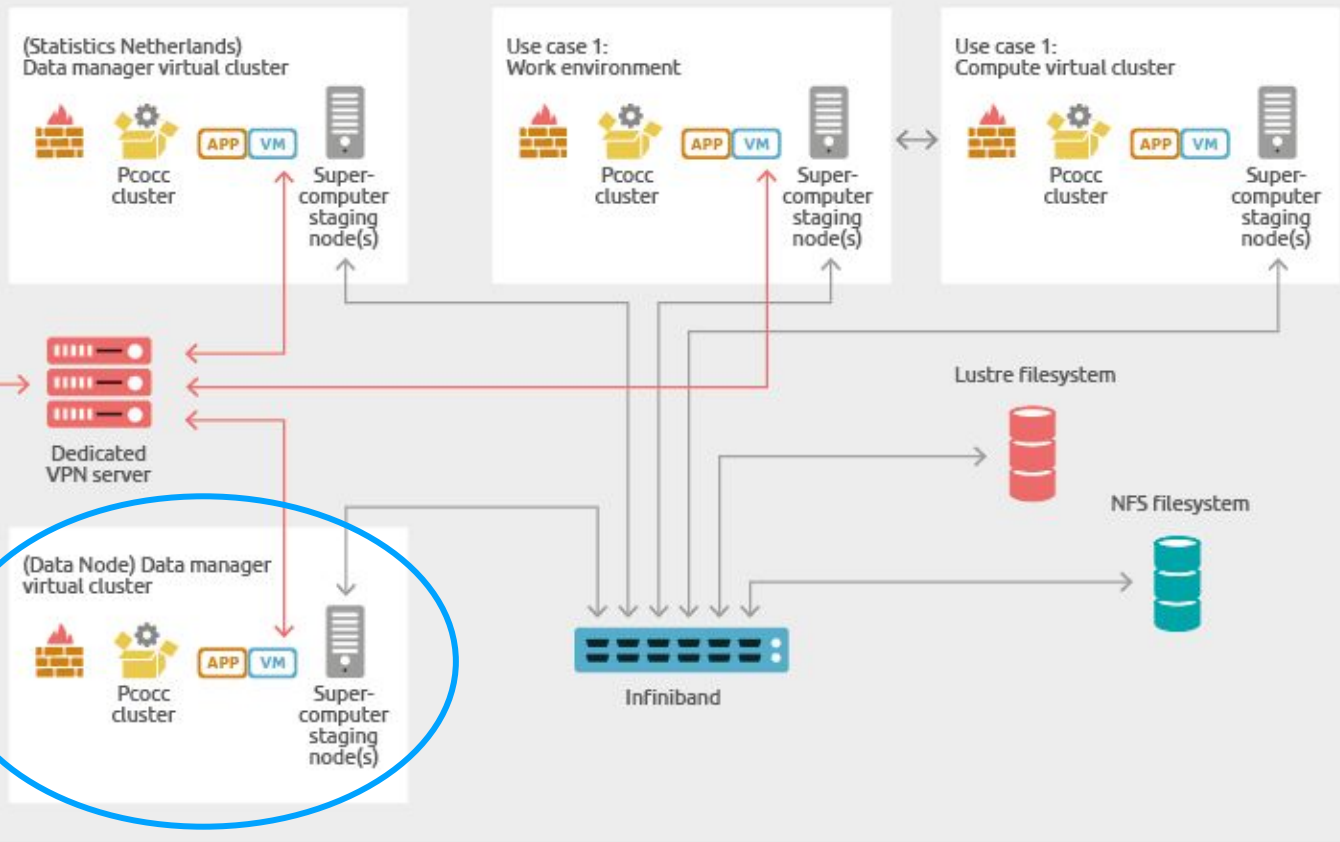 (Statistics Netherlands)
Data manager virtual cluster
Pcocc
cluster
APP VM
Super-
computer
staging
node(s)
Use case 1:
Work environment
Pcocc
cluster
APP VM
Super-
computer
staging
node(s)
Use case 1:
Compute virtual cluster
Pcocc
cluster
APP VM
Super-
computer
staging
node(s)
Dedicated
VPN server
Lustre filesystem
NFS filesystem
(Data Node) Data manager
virtual cluster
Pcocc
cluster
APP VM
Super-
computer
staging
node(s)
Infiniband